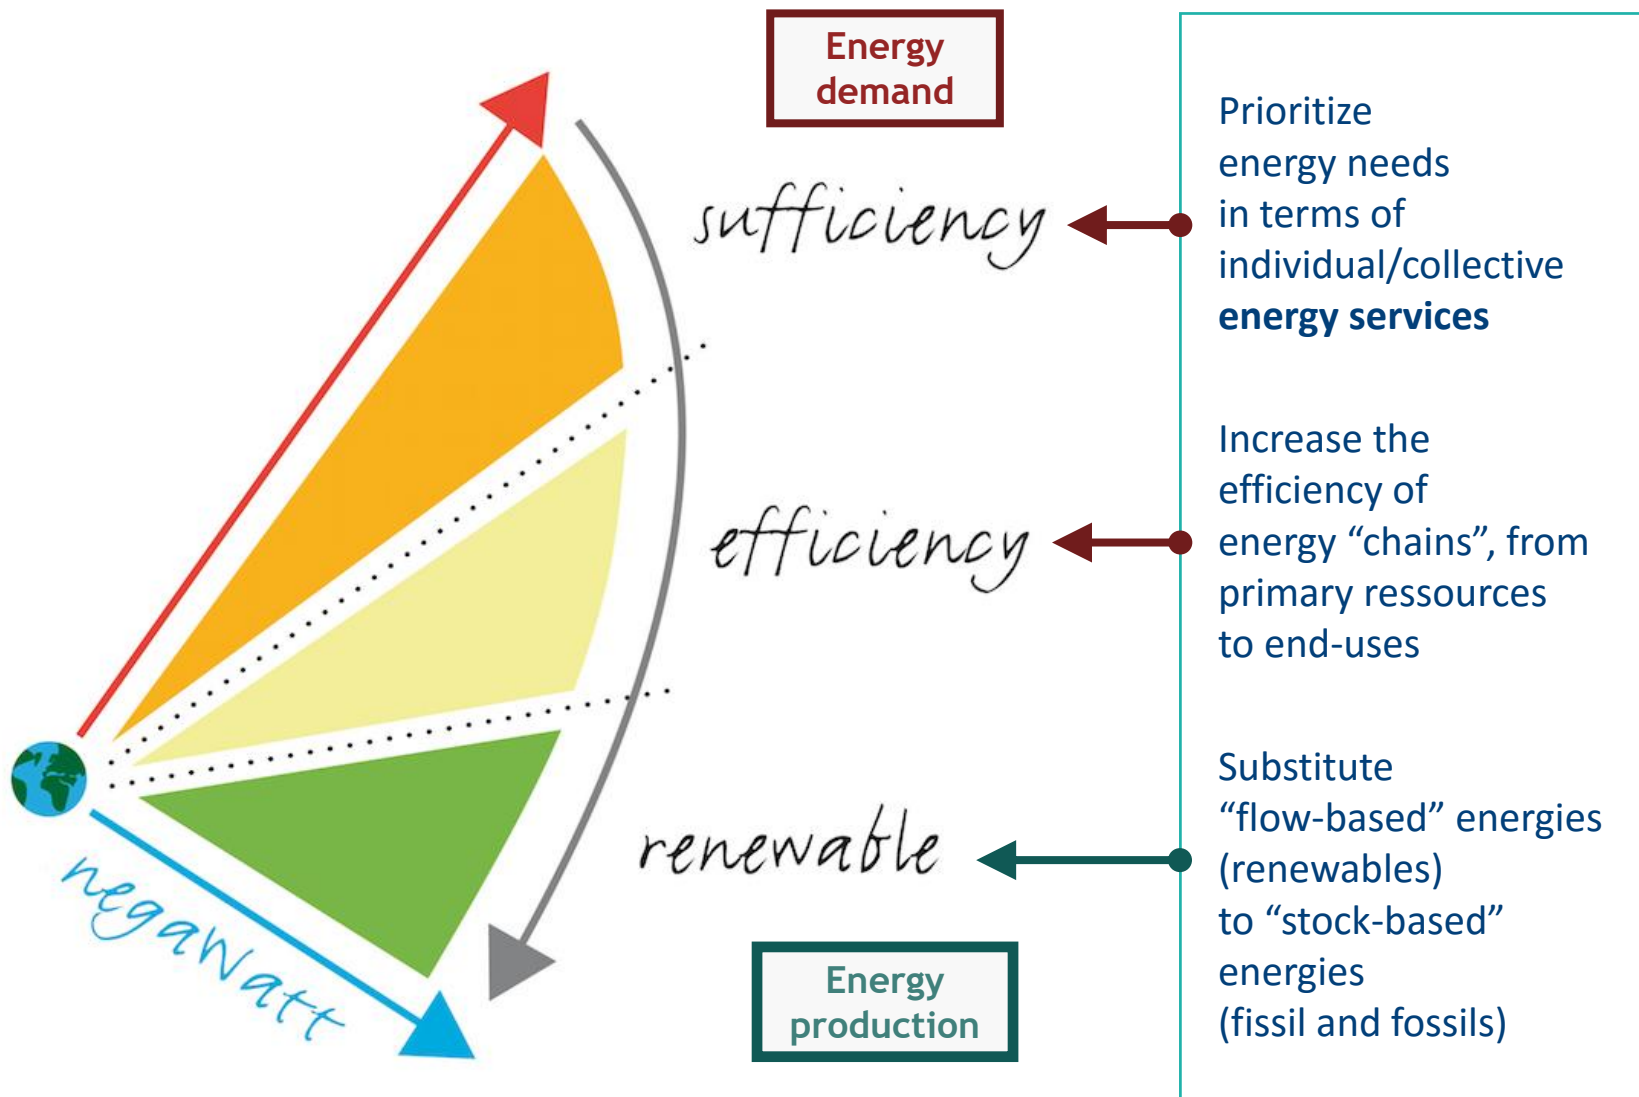 Energy
demand
sufficiency
efficiency
renewable
negaWatt
Energy
production
Prioritize
energy needs
in terms of
individual/collective
energy services
Increase the
efficiency of
energy “chains”, from
primary ressources
to end-uses
Substitute
“flow-based” energies
(renewables)
to “stock-based”
energies
(fissil and fossils)